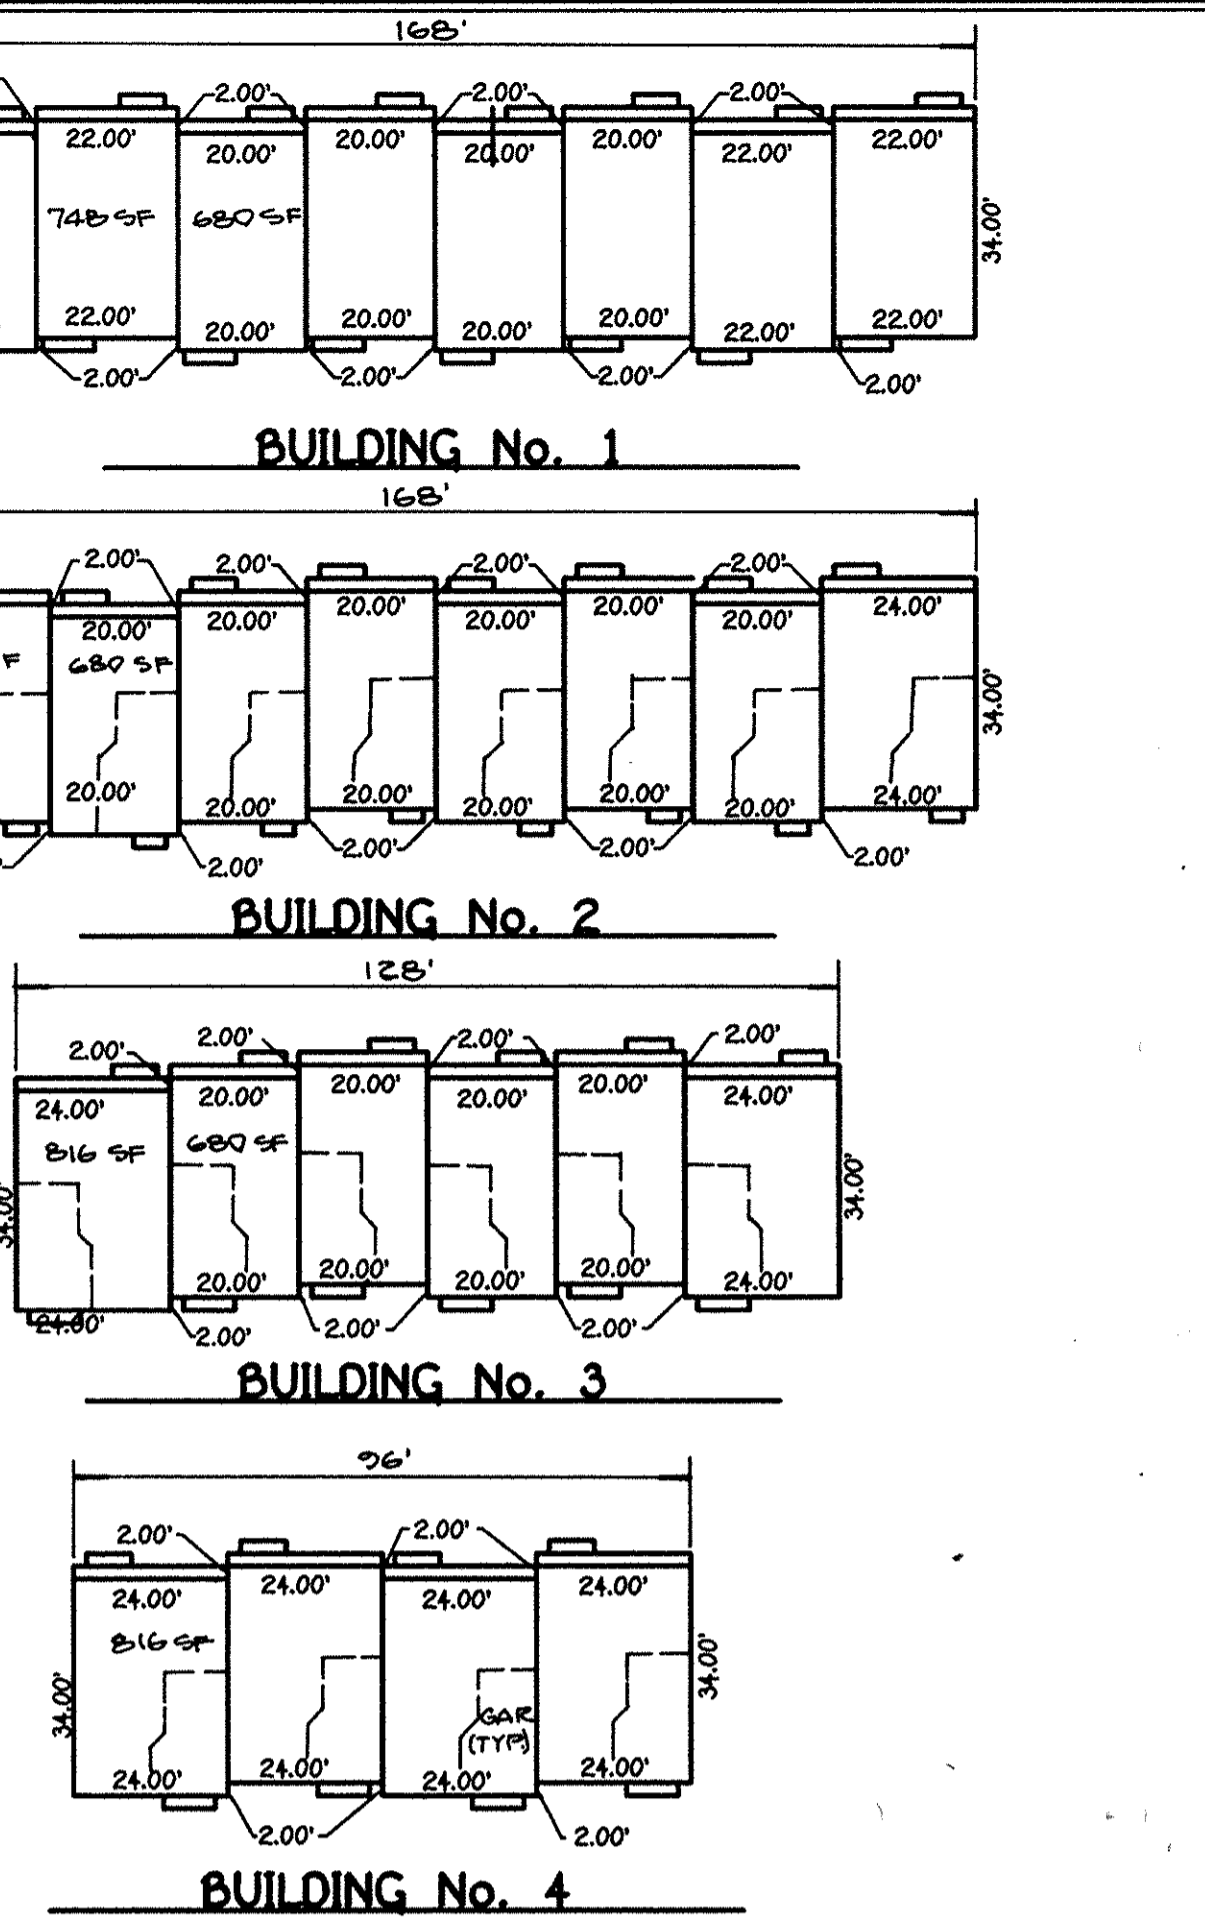 168'
2.00' 2.00' 2.00'
22.00' 20.00' 20.00' 20.00' 20.00' 22.00' 22.00'
748 SF 680 SF
34.00'
22.00' 20.00' 20.00' 20.00' 20.00' 22.00' 22.00'
2.00' 2.00' 2.00' 2.00'
BUILDING No. 1
168'
2.00' 2.00' 2.00' 2.00'
20.00' 20.00' 20.00' 20.00' 20.00' 20.00' 24.00'
F 680 SF
34.00'
20.00' 20.00' 20.00' 20.00' 20.00' 20.00' 24.00'
2.00' 2.00' 2.00' 2.00'
BUILDING No. 2
128'
2.00' 2.00' 2.00' 2.00'
24.00' 20.00' 20.00' 20.00' 20.00' 24.00'
816 SF 680 SF
34.00' 34.00'
24.00' 20.00' 20.00' 20.00' 20.00' 24.00'
2.00' 2.00' 2.00'
BUILDING No. 3
96'
2.00' 2.00'
24.00' 24.00' 24.00' 24.00'
816 SF
34.00' 34.00'
GAR
(TYP.)
24.00' 24.00' 24.00' 24.00'
2.00' 2.00'
BUILDING No. 4